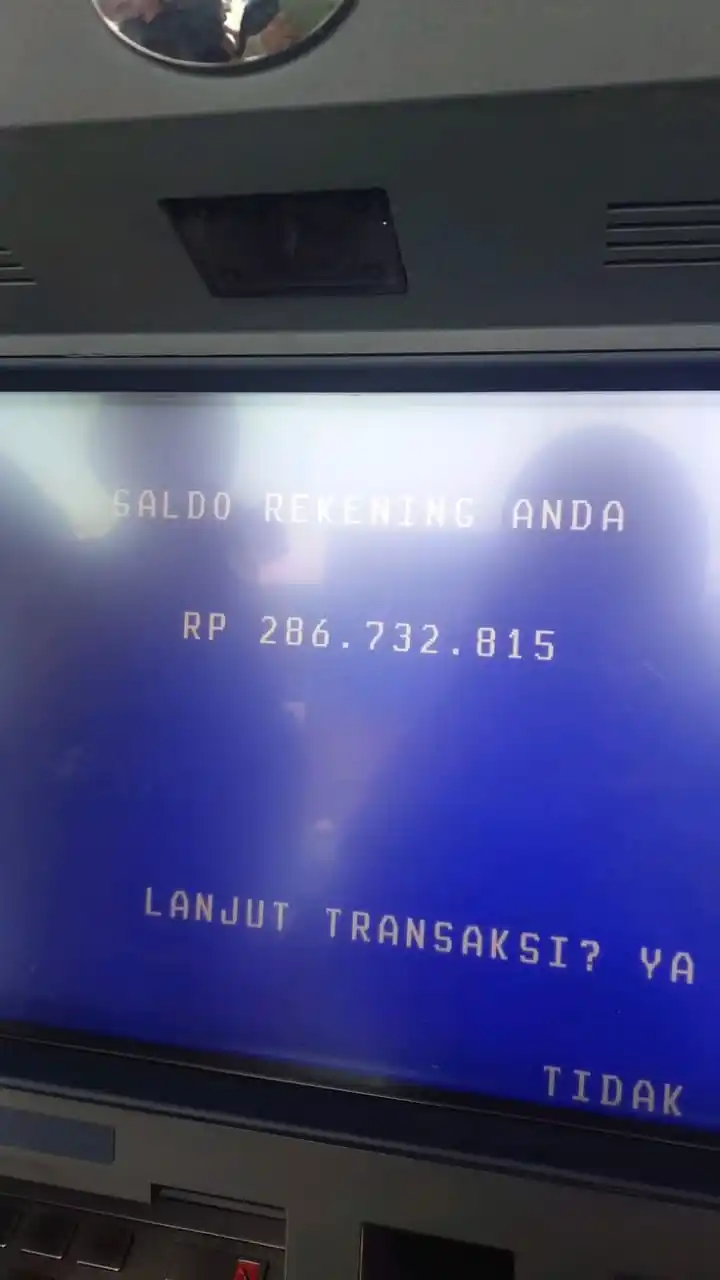 SALDO REKENING ANDA
RP 286.732.815
LANJUT TRANSAKSI? YA
TIDAK